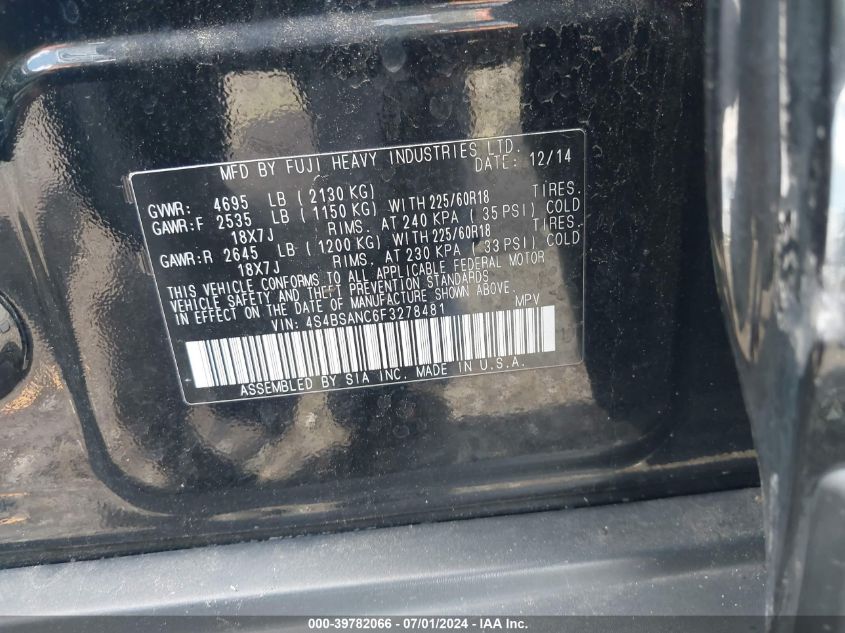 MFD BY FUJI HEAVY INDUSTRIES LTD.
DATE: 12/14
GVWR: 4695 LB (2130 KG)
GAWR:F 2535 LB (1150 KG) WITH 225/60R18 TIRES.
18X7J RIMS. AT 240 KPA (35 PSI) COLD
GAWR:R 2645 LB (1200 KG) WITH 225/60R18 TIRES.
18X7J RIMS. AT 230 KPA (33 PSI) COLD
THIS VEHICLE CONFORMS TO ALL APPLICABLE FEDERAL MOTOR
VEHICLE SAFETY AND THEFT PREVENTION STANDARDS
IN EFFECT ON THE DATE OF MANUFACTURE SHOWN ABOVE.
VIN: 4S4BSANC6F3278481 MPV
ASSEMBLED BY SIA INC. MADE IN U.S.A.
000-39782066 - 07/01/2024 - IAA Inc.